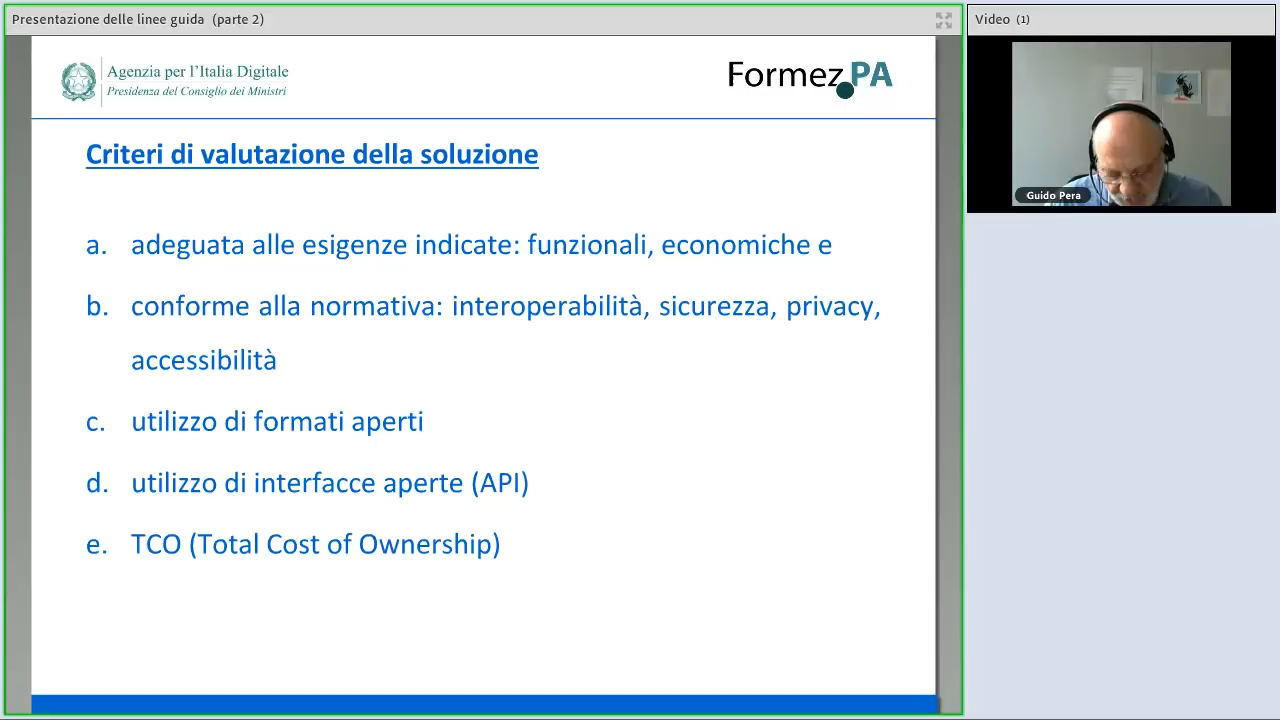 Presentazione delle linee guida (parte 2)
Video (1)
Agenzia per l'Italia Digitale
Presidenza del Consiglio dei Ministri
Formez.PA
Criteri di valutazione della soluzione
a. adeguata alle esigenze indicate: funzionali, economiche e
b. conforme alla normativa: interoperabilità, sicurezza, privacy,
accessibilità
c. utilizzo di formati aperti
d. utilizzo di interfacce aperte (API)
e. TCO (Total Cost of Ownership)
Guido Pera